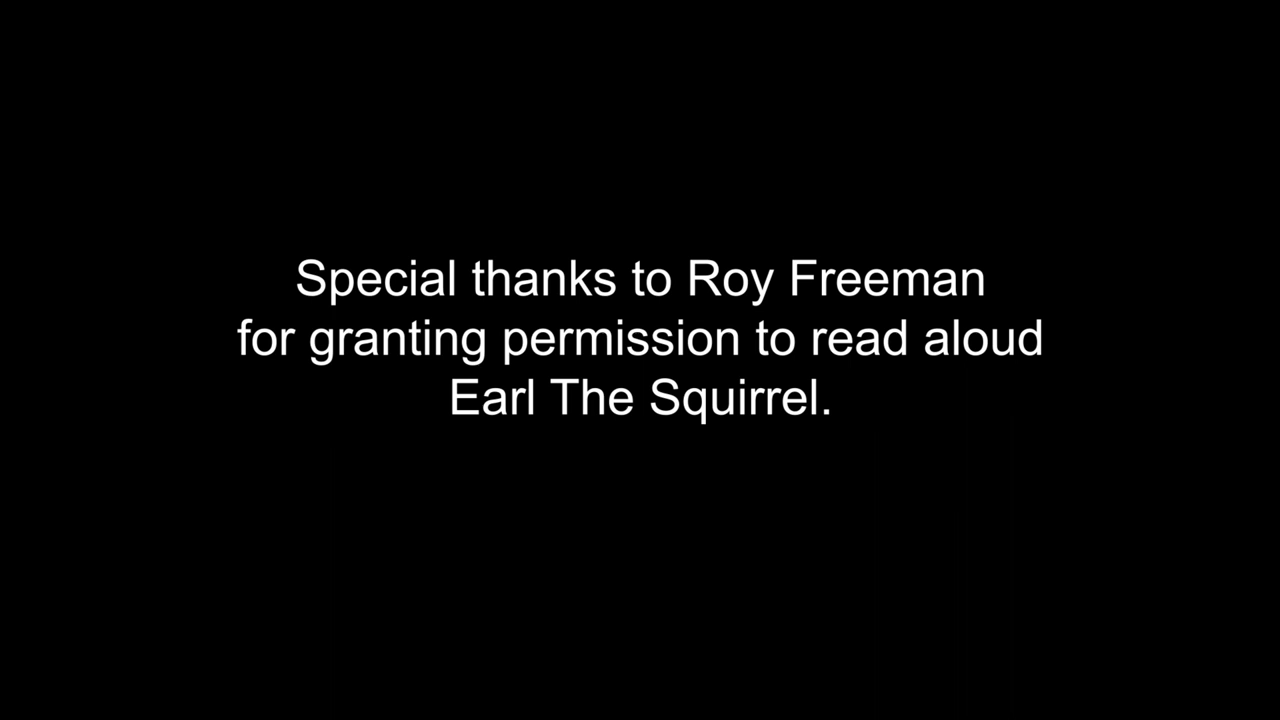 Special thanks to Roy Freeman
for granting permission to read aloud
Earl The Squirrel.